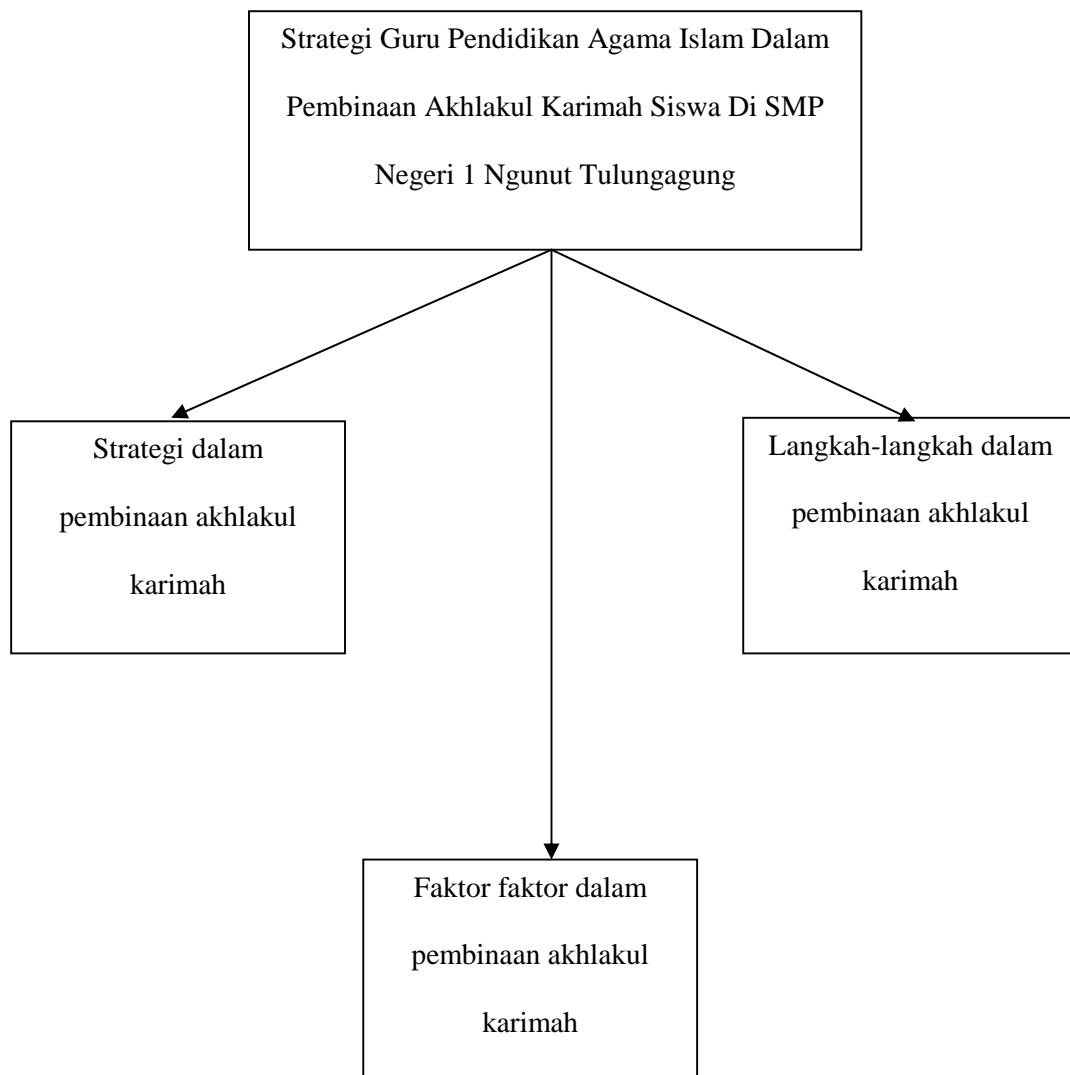 Strategi Guru Pendidikan Agama Islam Dalam
Pembinaan Akhlakul Karimah Siswa Di SMP
Negeri 1 Ngunut Tulungagung
Strategi dalam
pembinaan akhlakul
karimah
Langkah-langkah dalam
pembinaan akhlakul
karimah
Faktor faktor dalam
pembinaan akhlakul
karimah